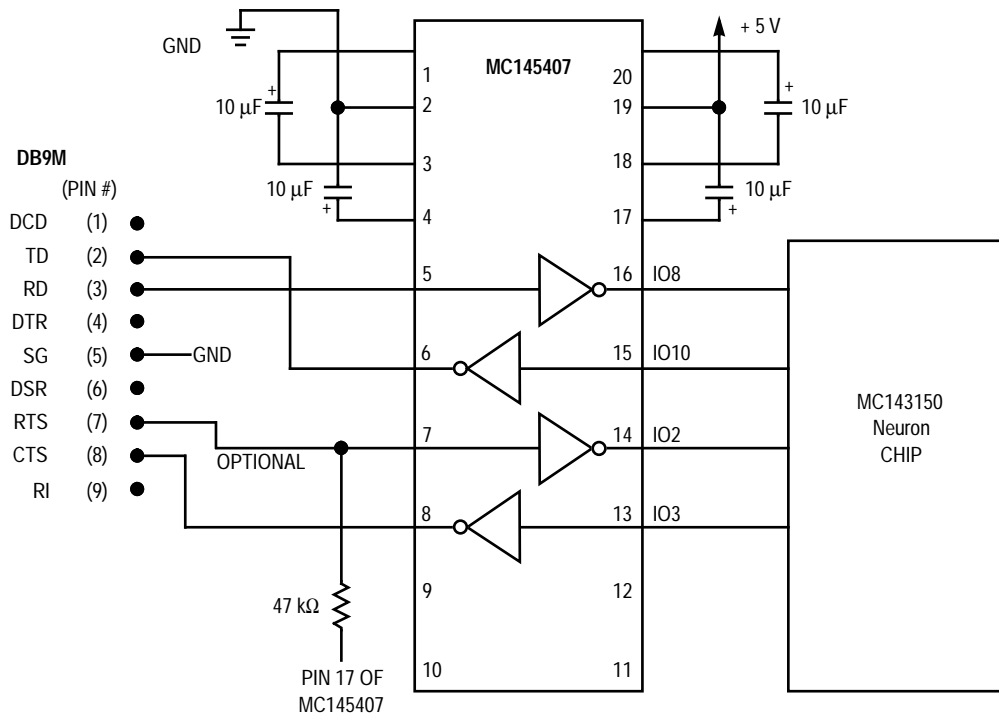 GND
MC145407
+ 5 V
1
20
+
10 µF
2
19
+
10 µF
3
18
10 µF
+
4
17
10 µF
+
DB9M
(PIN #)
DCD (1)
TD (2)
RD (3)
DTR (4)
SG (5)
GND
DSR (6)
RTS (7)
CTS (8)
RI (9)
OPTIONAL
5
16
IO8
6
15
IO10
7
14
IO2
8
13
IO3
9
12
10
11
47 kΩ
PIN 17 OF
MC145407
MC143150
Neuron
CHIP